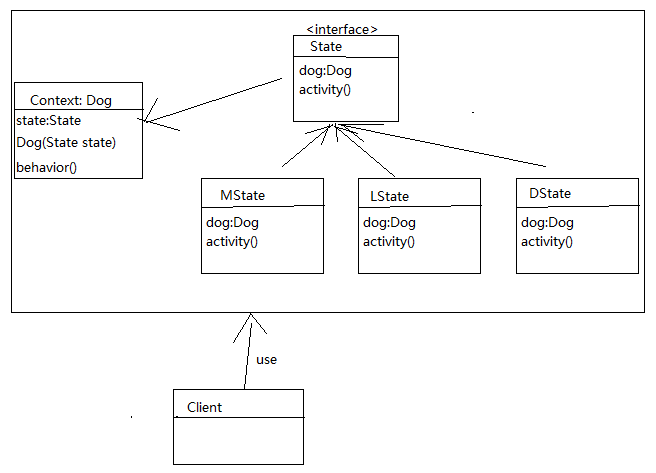 <interface>
State
dog:Dog
activity()
Context: Dog
state:State
Dog(State state)
behavior()
MState
dog:Dog
activity()
LState
dog:Dog
activity()
DState
dog:Dog
activity()
use
Client